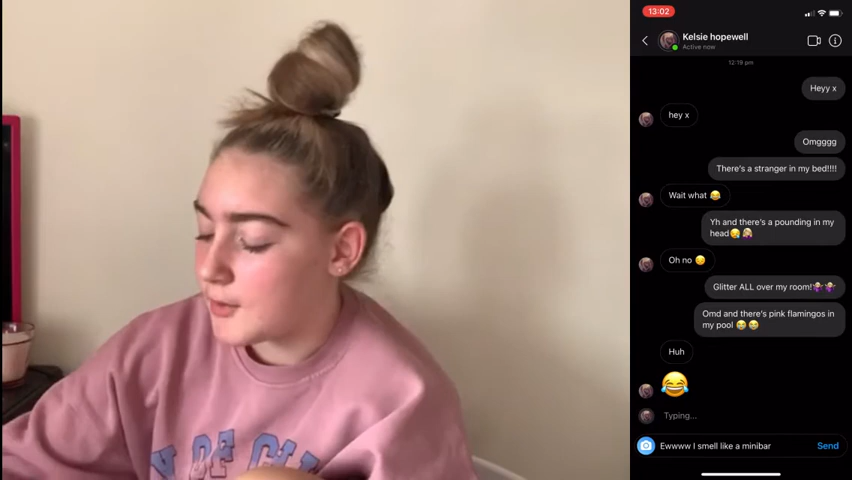 13:02
Kelsie hopewell
Active now
12:19 pm
Heyy x
hey x
Omgggg
There's a stranger in my bed!!!!
Wait what 😂
Yh and there's a pounding in my
head😪🤷🏼‍♀️
Oh no 😕
Glitter ALL over my room!🤷🏼‍♀️🤷🏼‍♀️
Omd and there's pink flamingos in
my pool 😭😭
Huh
😂
Typing...
Ewwww I smell like a minibar
Send